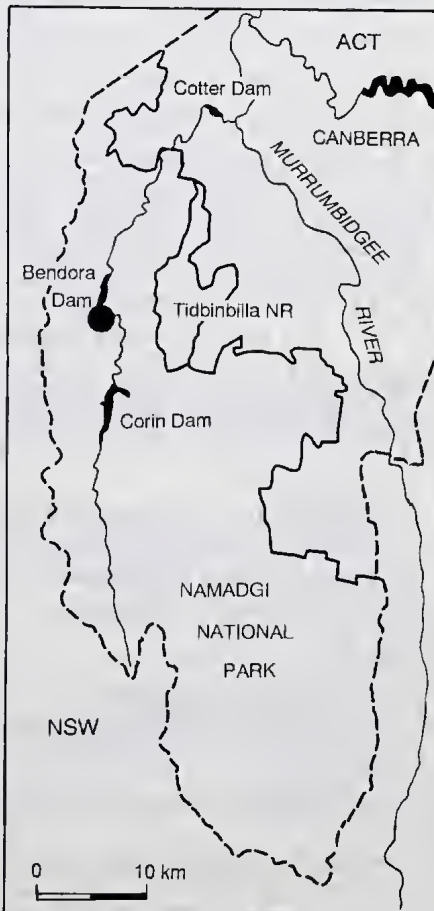 ACT
Cotter Dam
CANBERRA
MURRUMBIDGEE
RIVER
Bendora
Dam
Tidbinbilla NR
Corin Dam
NAMADGI
NATIONAL
PARK
NSW
0 10 km